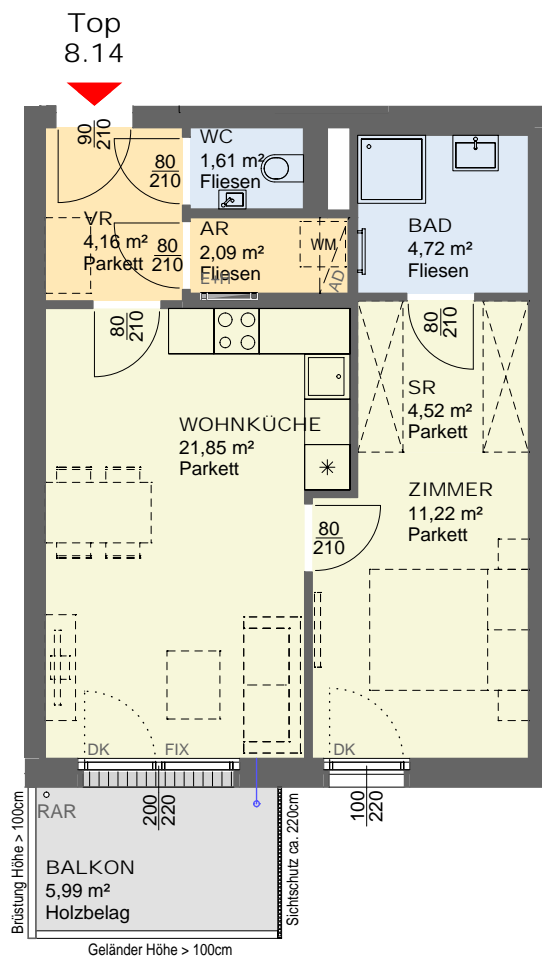 Top
8.14
90
210
WC
1,61 m²
Fliesen
80
210
VR
4,16 m²
Parkett
80
210
AR
2,09 m²
Fliesen
E+H
WM
AD
BAD
4,72 m²
Fliesen
80
210
80
210
SR
4,52 m²
Parkett
WOHNKÜCHE
21,85 m²
Parkett
ZIMMER
11,22 m²
Parkett
80
210
DK
FIX
DK
200
220
100
220
RAR
BALKON
5,99 m²
Holzbelag
Brüstung Höhe > 100cm
Sichtschutz ca. 220cm
Geländer Höhe > 100cm